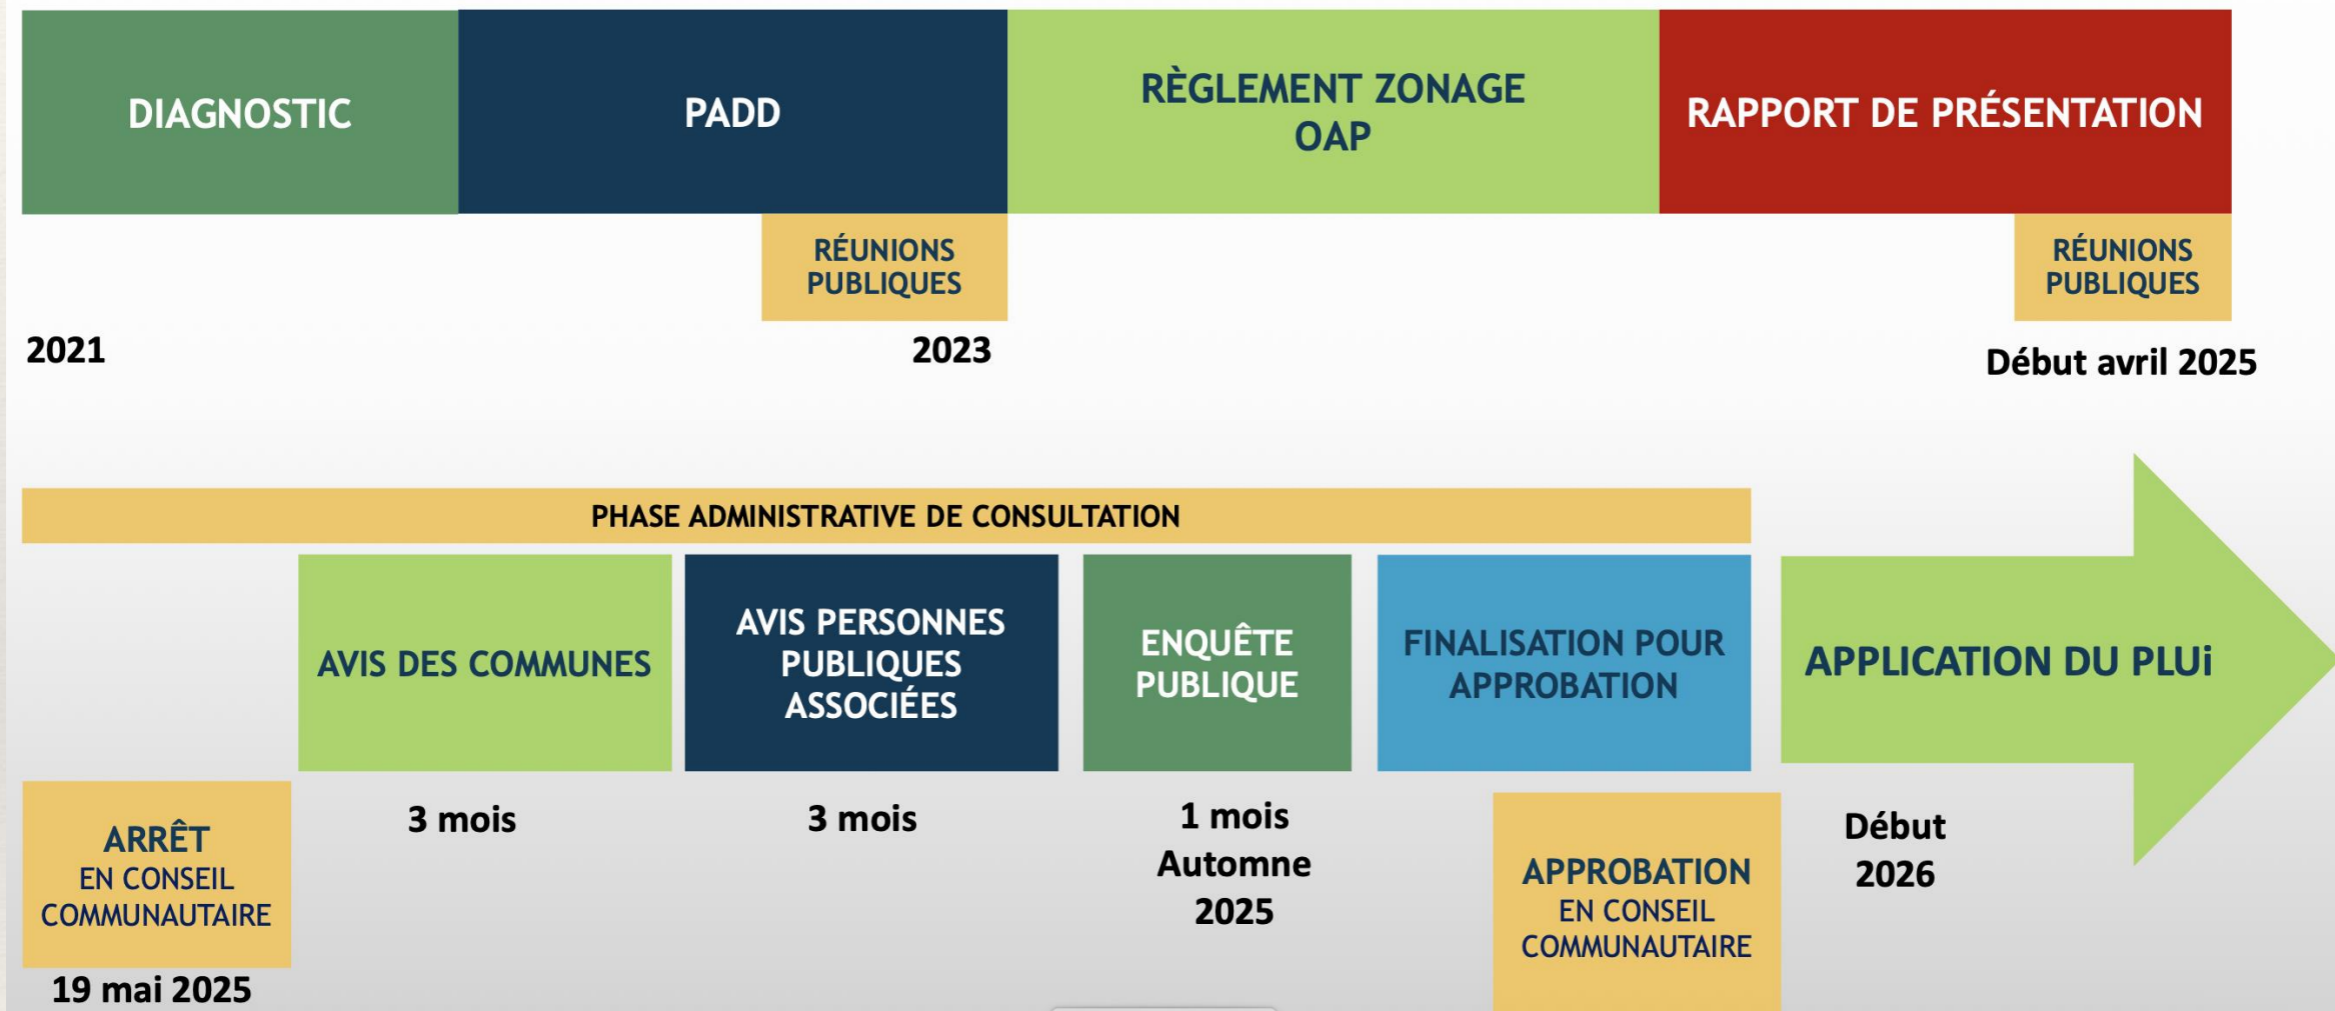 DIAGNOSTIC
PADD
RÈGLEMENT ZONAGE
OAP
RAPPORT DE PRÉSENTATION
RÉUNIONS
PUBLIQUES
RÉUNIONS
PUBLIQUES
2021
2023
Début avril 2025
PHASE ADMINISTRATIVE DE CONSULTATION
AVIS DES COMMUNES
AVIS PERSONNES
PUBLIQUES
ASSOCIÉES
ENQUÊTE
PUBLIQUE
FINALISATION POUR
APPROBATION
APPLICATION DU PLUi
ARRÊT
EN CONSEIL
COMMUNAUTAIRE
19 mai 2025
3 mois
3 mois
1 mois
Automne
2025
APPROBATION
EN CONSEIL
COMMUNAUTAIRE
Début
2026